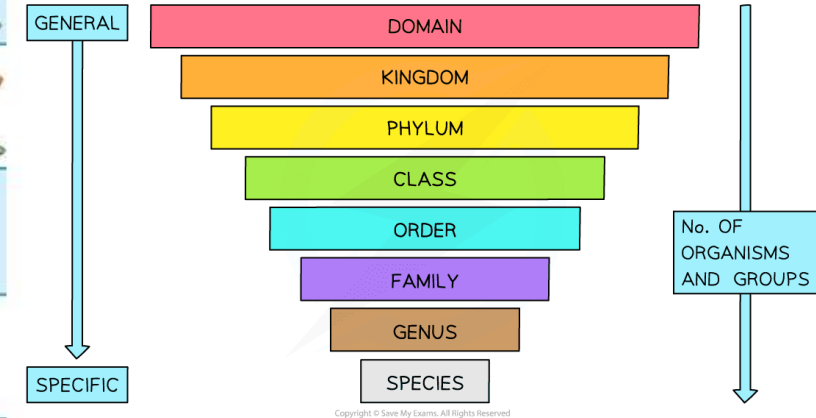 GENERAL
DOMAIN
KINGDOM
PHYLUM
CLASS
ORDER
No. OF
ORGANISMS
AND GROUPS
FAMILY
GENUS
SPECIFIC
SPECIES
Copyright © Save My Exams. All Rights Reserved